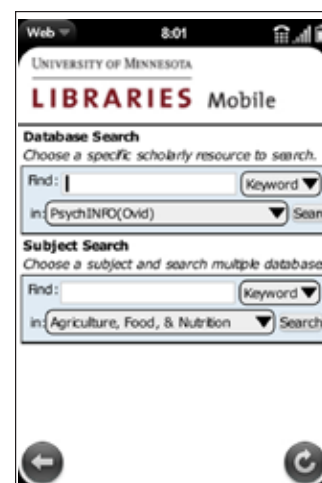 Web 8:01
UNIVERSITY OF MINNESOTA
LIBRARIES Mobile
Database Search
Choose a specific scholarly resource to search.
Find: Keyword
in: PsychINFO(Ovid) Sear
Subject Search
Choose a subject and search multiple database
Find: Keyword
in: Agriculture, Food, & Nutrition Search